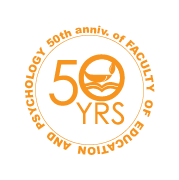 50th anniv. of FACULTY OF EDUCATION AND PSYCHOLOGY
50
YRS